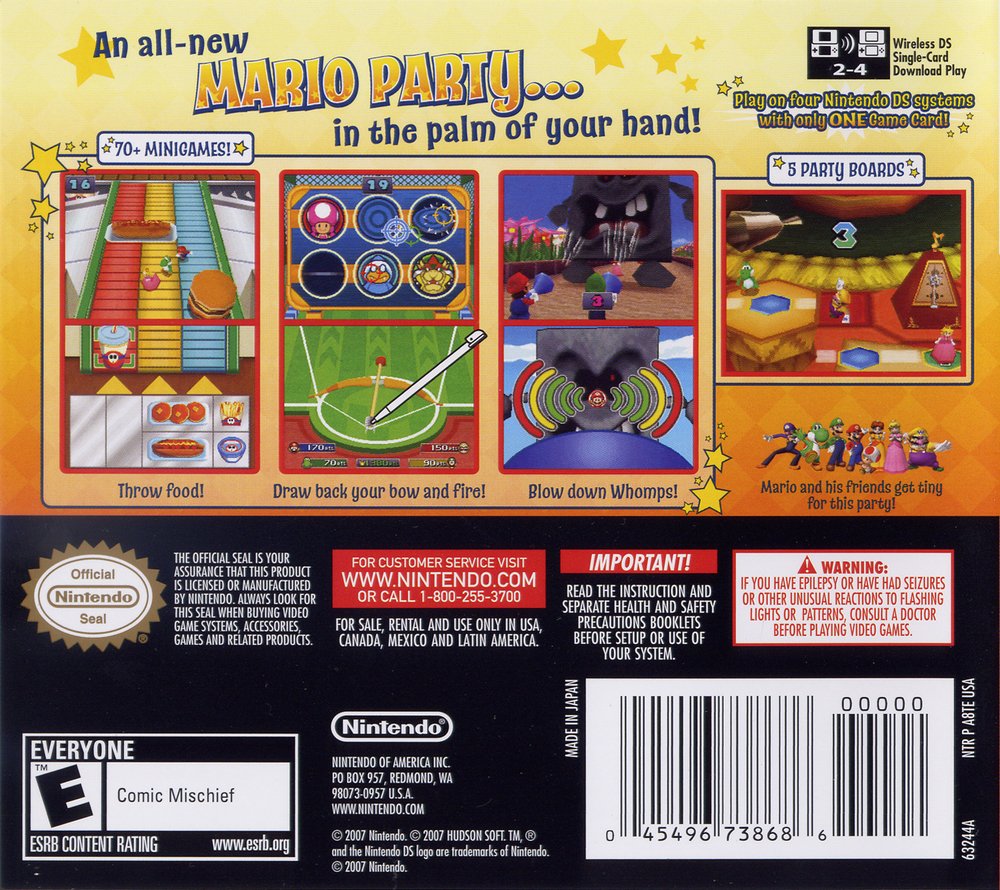 An all-new
MARIO PARTY...
in the palm of your hand!
2-4
Wireless DS
Single-Card
Download Play
Play on four Nintendo DS systems
with only ONE Game Card!
70+ MINIGAMES!
5 PARTY BOARDS
16
19
3
3
170PTS
150PTS
70PTS
90PTS
Throw food!
Draw back your bow and fire!
Blow down Whomps!
Mario and his friends get tiny
for this party!
Official
Nintendo
Seal
®
THE OFFICIAL SEAL IS YOUR
ASSURANCE THAT THIS PRODUCT
IS LICENSED OR MANUFACTURED
BY NINTENDO. ALWAYS LOOK FOR
THIS SEAL WHEN BUYING VIDEO
GAME SYSTEMS, ACCESSORIES,
GAMES AND RELATED PRODUCTS.
FOR CUSTOMER SERVICE VISIT
WWW.NINTENDO.COM
OR CALL 1-800-255-3700
FOR SALE, RENTAL AND USE ONLY IN USA,
CANADA, MEXICO AND LATIN AMERICA.
IMPORTANT!
READ THE INSTRUCTION AND
SEPARATE HEALTH AND SAFETY
PRECAUTIONS BOOKLETS
BEFORE SETUP OR USE OF
YOUR SYSTEM.
WARNING:
IF YOU HAVE EPILEPSY OR HAVE HAD SEIZURES
OR OTHER UNUSUAL REACTIONS TO FLASHING
LIGHTS OR PATTERNS, CONSULT A DOCTOR
BEFORE PLAYING VIDEO GAMES.
EVERYONE
TM
E
Comic Mischief
ESRB CONTENT RATING www.esrb.org
Nintendo®
NINTENDO OF AMERICA INC.
PO BOX 957, REDMOND, WA
98073-0957 U.S.A.
WWW.NINTENDO.COM
© 2007 Nintendo. © 2007 HUDSON SOFT. TM, ®
and the Nintendo DS logo are trademarks of Nintendo.
© 2007 Nintendo.
MADE IN JAPAN
00000
0 45496 73868 6
NTR P A8TE USA
63244A